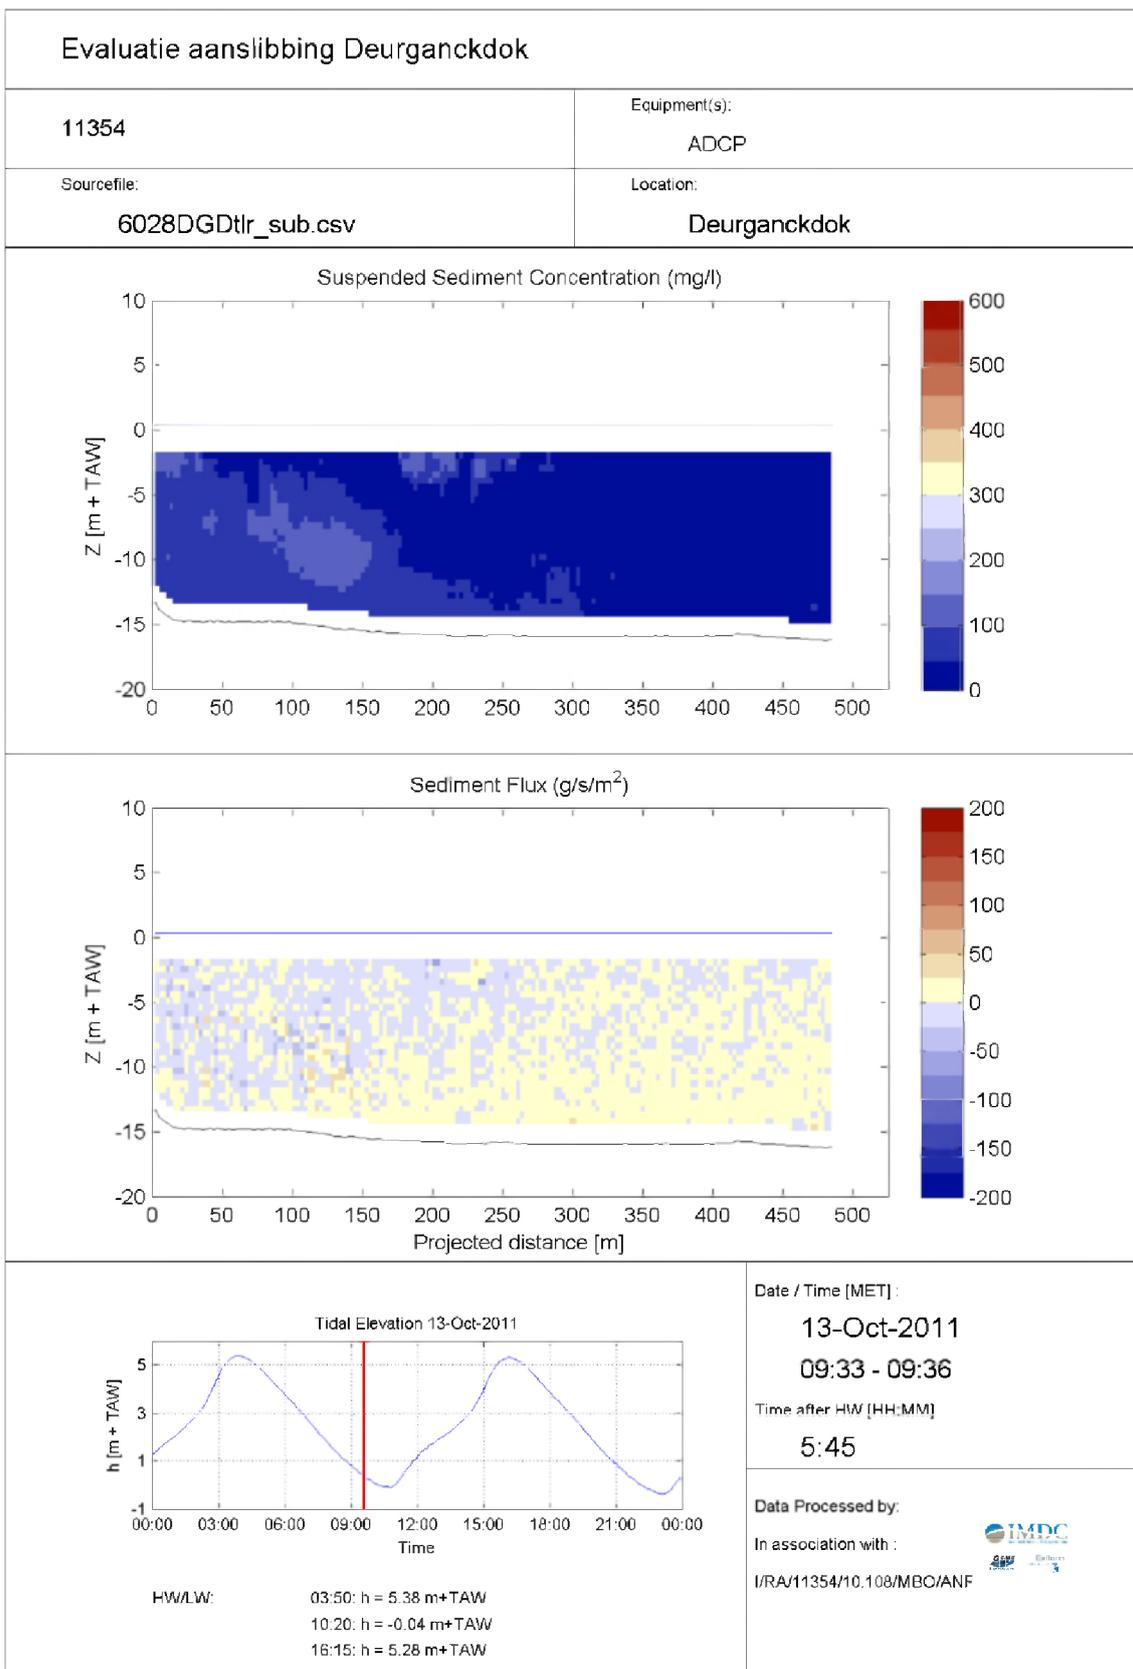 Evaluatie aanslibbing Deurganckdok
11354
Equipment(s):
ADCP
Sourcefile:
6028DGDtlr_sub.csv
Location:
Deurganckdok
Suspended Sediment Concentration (mg/l)
10
5
0
-5
-10
-15
-20
Z [m + TAW]
0 50 100 150 200 250 300 350 400 450 500
600
500
400
300
200
100
0
Sediment Flux (g/s/m2)
10
5
0
-5
-10
-15
-20
Z [m + TAW]
0 50 100 150 200 250 300 350 400 450 500
Projected distance [m]
200
150
100
50
0
-50
-100
-150
-200
Tidal Elevation 13-Oct-2011
5
3
1
-1
h [m + TAW]
00:00 03:00 06:00 09:00 12:00 15:00 18:00 21:00 00:00
Time
HW/LW:
03:50: h = 5.38 m+TAW
10:20: h = -0.04 m+TAW
16:15: h = 5.28 m+TAW
Date / Time [MET] :
13-Oct-2011
09:33 - 09:36
Time after HW [HH:MM]
5:45
Data Processed by:
IMDC
In association with :
I/RA/11354/10.108/MBO/ANF